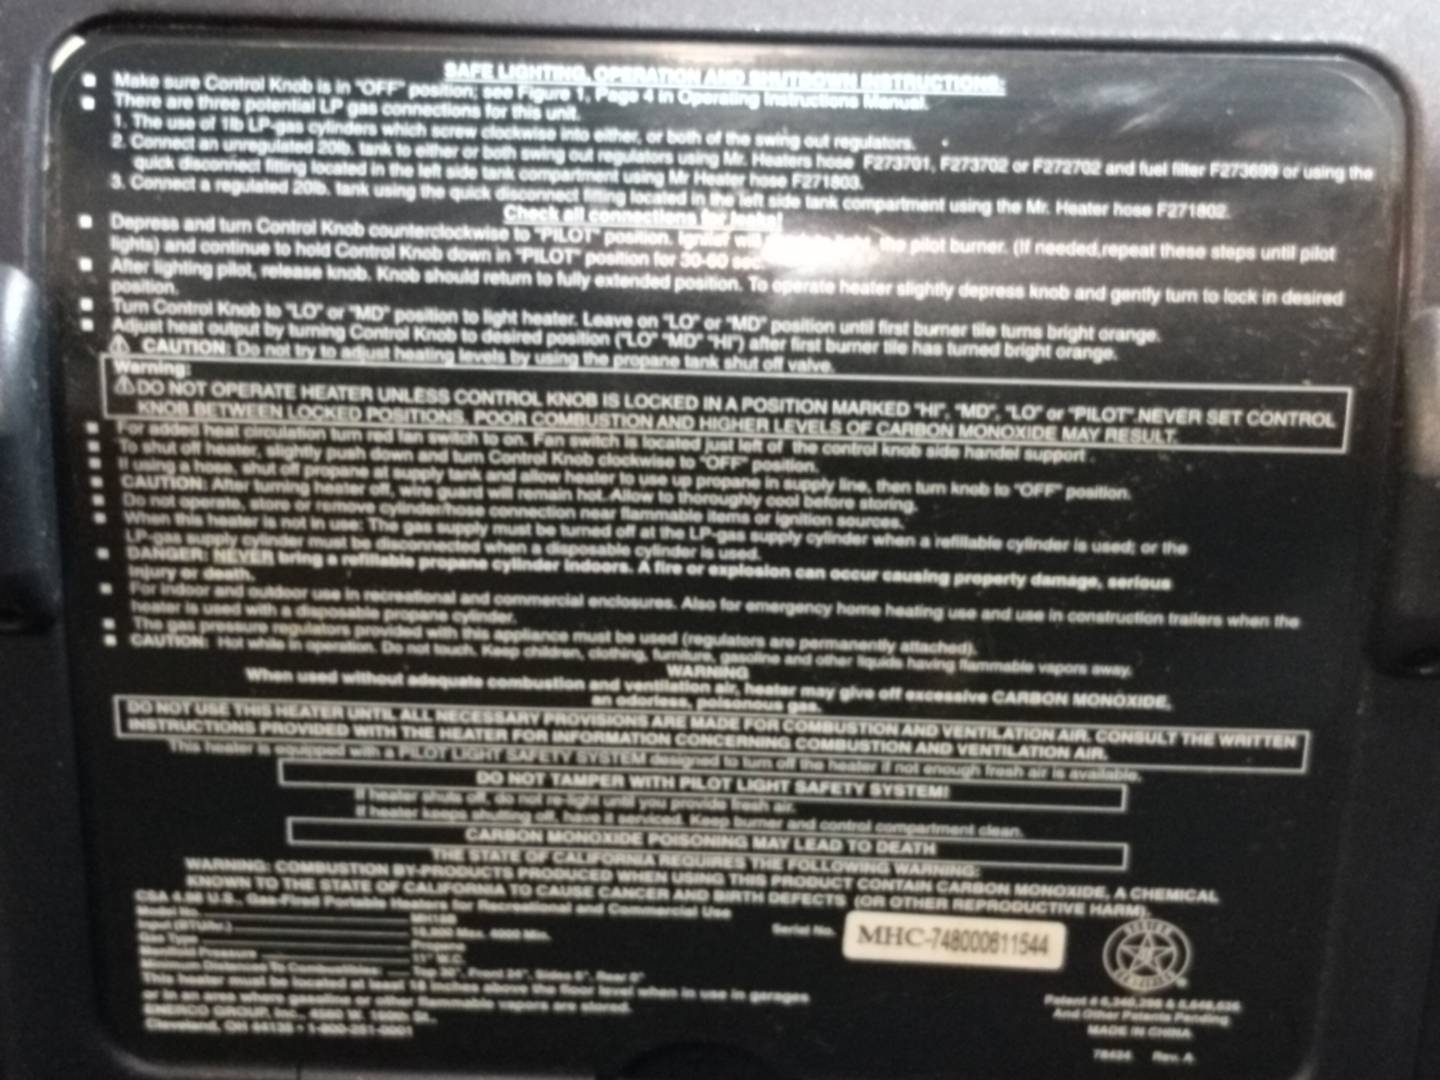 SAFE LIGHTING, OPERATION AND SHUTDOWN INSTRUCTIONS:
Make sure Control Knob is in "OFF" position; see Figure 1, Page 4 in Operating Instructions Manual.
There are three potential LP gas connections for this unit.
1. The use of 1lb LP-gas cylinders which screw clockwise into either, or both of the swing out regulators.
2. Connect an unregulated 20lb. tank to either or both swing out regulators using Mr. Heaters hose F273701, F273702 or F272702 and fuel filter F273699 or using the
quick disconnect fitting located in the left side tank compartment using Mr Heater hose F271803.
3. Connect a regulated 20lb. tank using the quick disconnect fitting located in the left side tank compartment using the Mr. Heater hose F271802.
Check all connections for leaks!
Depress and turn Control Knob counterclockwise to "PILOT" position. Igniter will the pilot burner. (If needed,repeat these steps until pilot
lights) and continue to hold Control Knob down in "PILOT" position for 30-60
After lighting pilot, release knob. Knob should return to fully extended position. To operate heater slightly depress knob and gently turn to lock in desired
position.
Turn Control Knob to "LO" or "MD" position to light heater. Leave on "LO" or "MD" position until first burner tile turns bright orange.
Adjust heat output by turning Control Knob to desired position ("LO" "MD" "HI") after first burner tile has turned bright orange.
CAUTION: Do not try to adjust heating levels by using the propane tank shut off valve.
Warning:
DO NOT OPERATE HEATER UNLESS CONTROL KNOB IS LOCKED IN A POSITION MARKED "HI", "MD", "LO" or "PILOT".NEVER SET CONTROL
KNOB BETWEEN LOCKED POSITIONS, POOR COMBUSTION AND HIGHER LEVELS OF CARBON MONOXIDE MAY RESULT.
For added heat circulation turn red fan switch to on. Fan switch is located just left of the control knob side handel support .
To shut off heater, slightly push down and turn Control Knob clockwise to "OFF" position.
If using a hose, shut off propane at supply tank and allow heater to use up propane in supply line, then turn knob to "OFF" position.
CAUTION: After turning heater off, wire guard will remain hot. Allow to thoroughly cool before storing.
Do not operate, store or remove cylinder/hose connection near flammable items or ignition sources.
When this heater is not in use: The gas supply must be turned off at the LP-gas supply cylinder when a refillable cylinder is used; or the
LP-gas supply cylinder must be disconnected when a disposable cylinder is used.
DANGER: NEVER bring a refillable propane cylinder indoors. A fire or explosion can occur causing property damage, serious
injury or death.
For indoor and outdoor use in recreational and commercial enclosures. Also for emergency home heating use and use in construction trailers when the
heater is used with a disposable propane cylinder.
The gas pressure regulators provided with this appliance must be used (regulators are permanently attached).
CAUTION: Hot while in operation. Do not touch. Keep children, clothing, furniture, gasoline and other liquids having flammable vapors away.
WARNING
When used without adequate combustion and ventilation air, heater may give off excessive CARBON MONOXIDE,
an odorless, poisonous gas.
DO NOT USE THIS HEATER UNTIL ALL NECESSARY PROVISIONS ARE MADE FOR COMBUSTION AND VENTILATION AIR. CONSULT THE WRITTEN
INSTRUCTIONS PROVIDED WITH THE HEATER FOR INFORMATION CONCERNING COMBUSTION AND VENTILATION AIR.
This heater is equipped with a PILOT LIGHT SAFETY SYSTEM designed to turn off the heater if not enough fresh air is available.
DO NOT TAMPER WITH PILOT LIGHT SAFETY SYSTEM!
If heater shuts off, do not re-light until you provide fresh air.
If heater keeps shutting off, have it serviced. Keep burner and control compartment clean.
CARBON MONOXIDE POISONING MAY LEAD TO DEATH
THE STATE OF CALIFORNIA REQUIRES THE FOLLOWING WARNING:
WARNING: COMBUSTION BY-PRODUCTS PRODUCED WHEN USING THIS PRODUCT CONTAIN CARBON MONOXIDE, A CHEMICAL
KNOWN TO THE STATE OF CALIFORNIA TO CAUSE CANCER AND BIRTH DEFECTS (OR OTHER REPRODUCTIVE HARM).
U.S., Gas-Fired Portable Heaters for Recreational and Commercial Use
Model No.
Input (BTU/hr.) Max. Min.
Gas Type Propane
Pressure 11" W.C.
Serial No. MHC-748000611544
This heater must be located at least 18 inches above the floor level when in use in garages
or in an area where gasoline or other flammable vapors are stored.
ENERCO GROUP, Inc., 4560 W. 160th St.,
Cleveland, OH 44135 • 1-800-251-0001
And Other Patents Pending
MADE IN CHINA
Rev. A